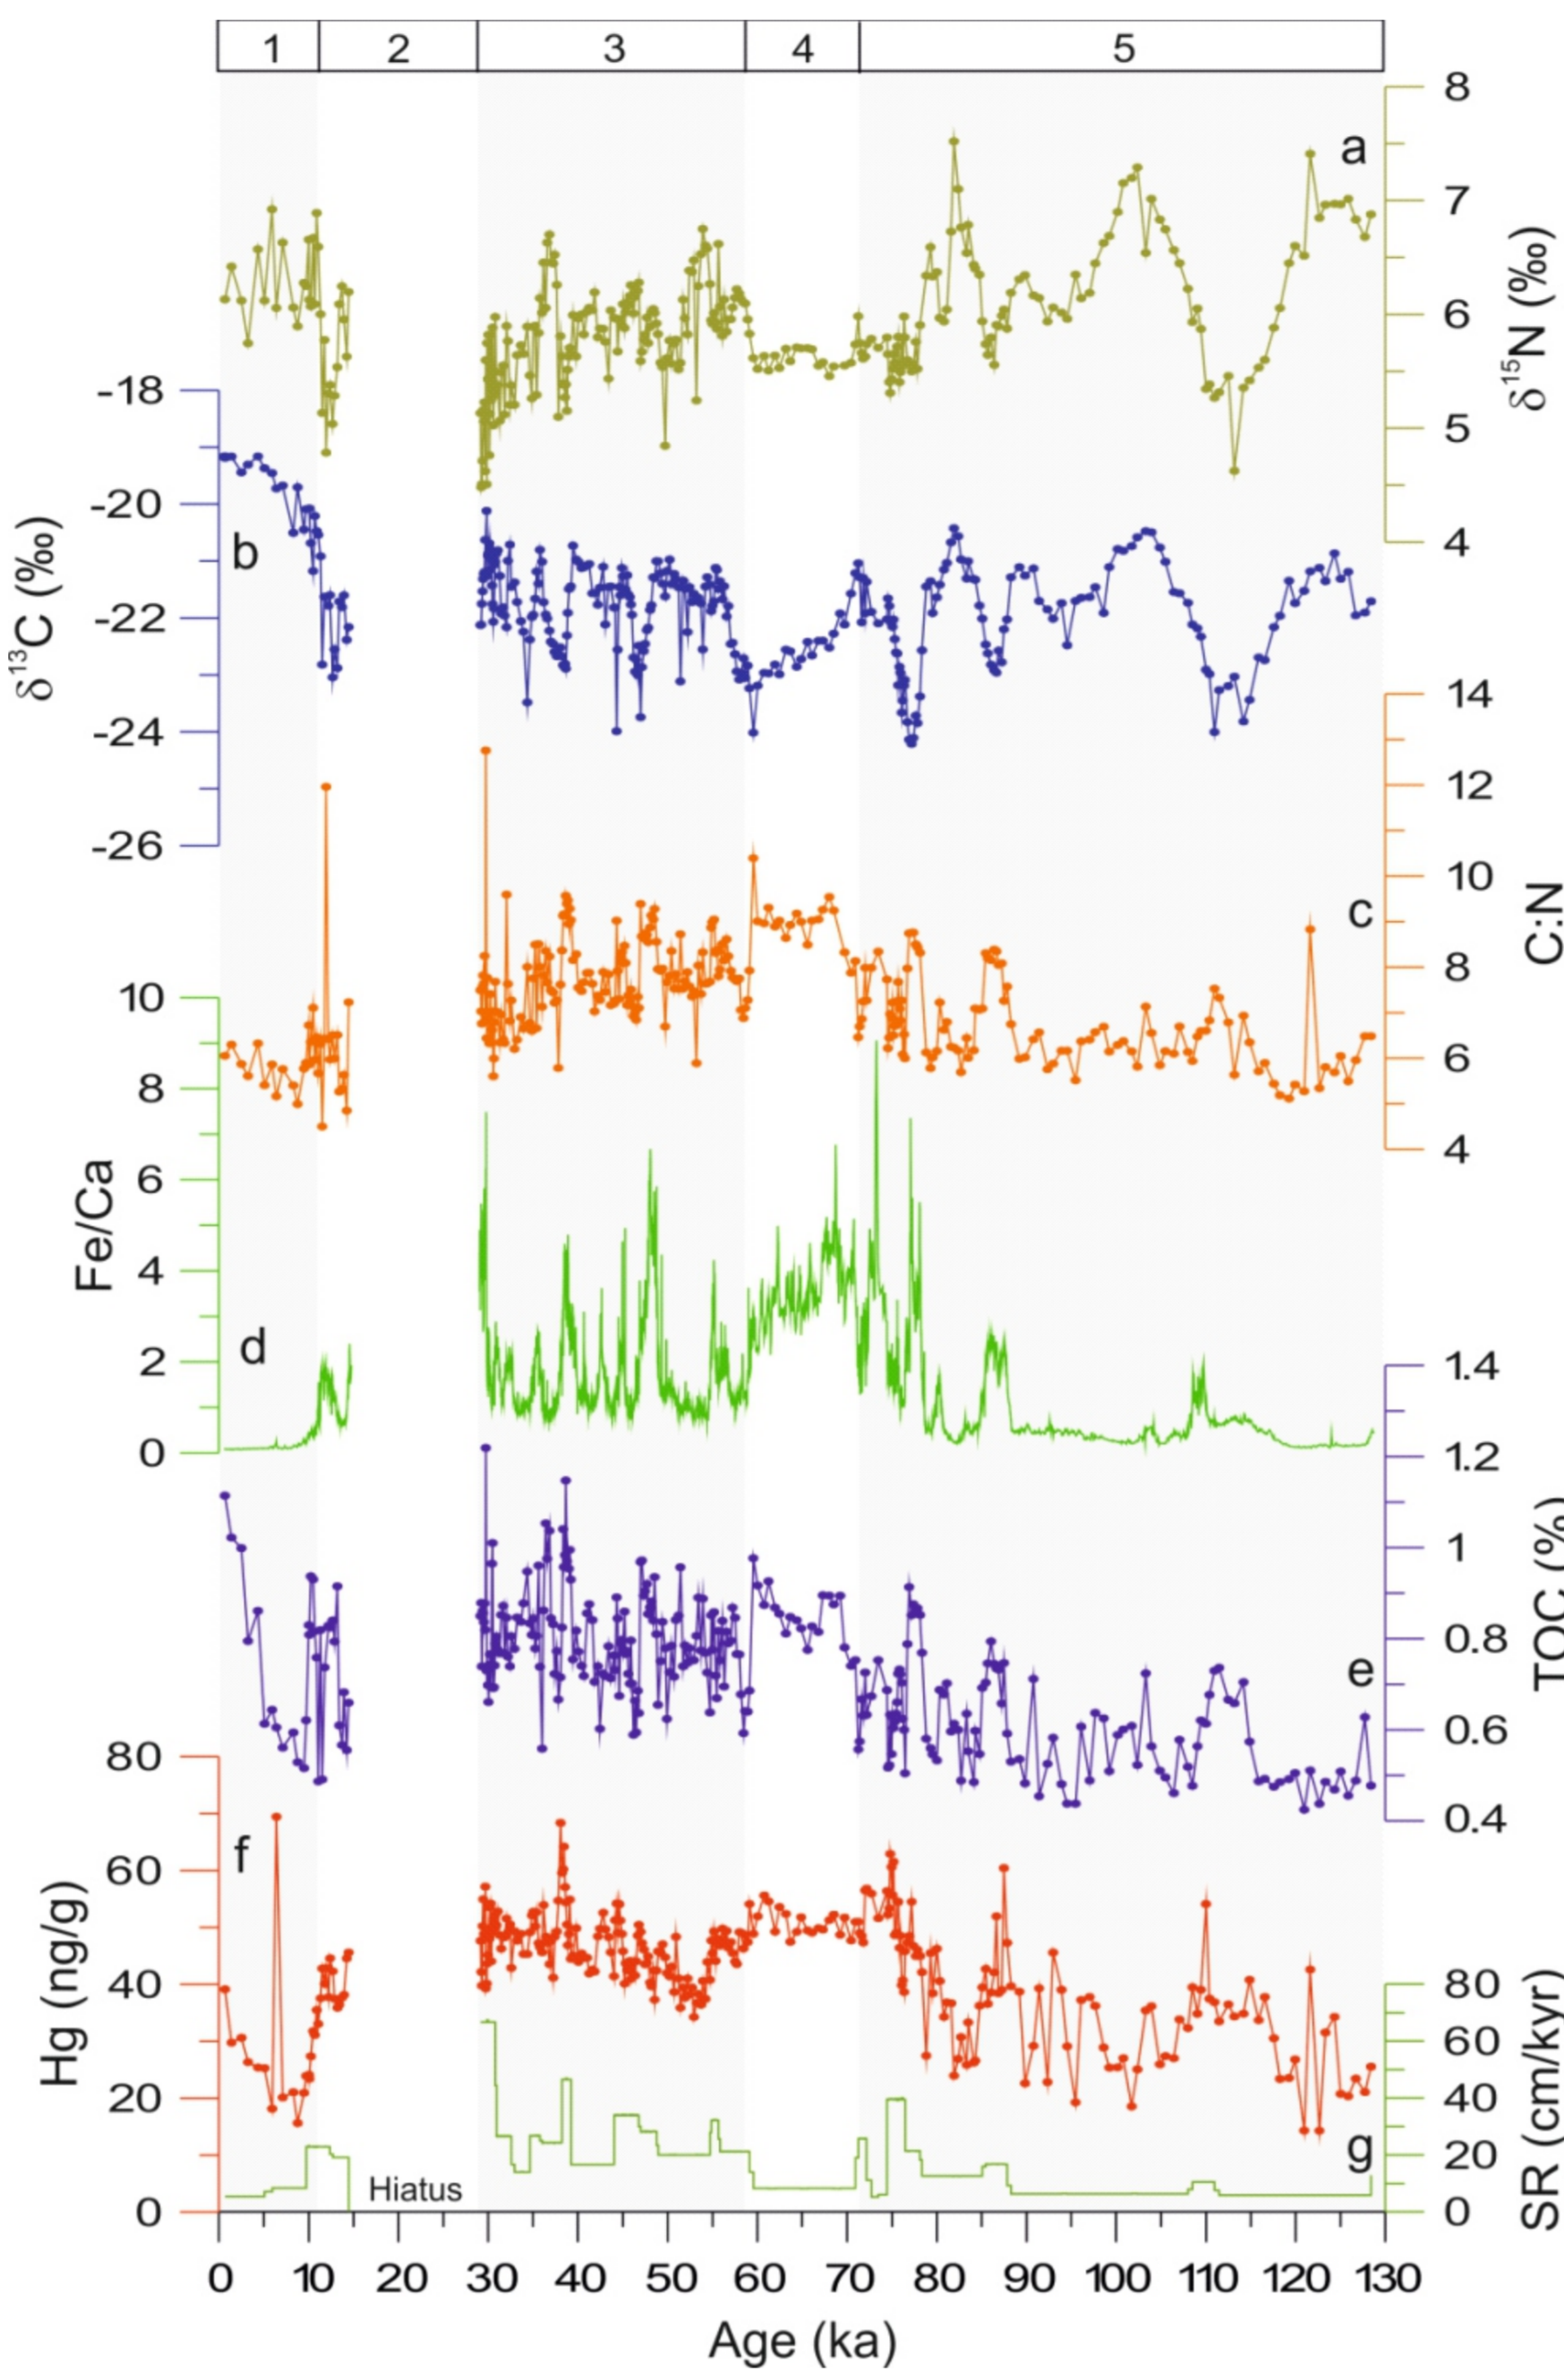 1 2 3 4 5
8
a
7
6
δ¹⁵N (‰)
5
4
-18
-20
b
δ¹³C (‰)
-22
-24
-26
14
12
10
c
C:N
8
6
4
10
8
6
Fe/Ca
4
d
2
0
1.4
1.2
1
TOC (%)
0.8
e
0.6
0.4
80
f
60
Hg (ng/g)
40
20
0
80
60
SR (cm/kyr)
40
g
20
0
Hiatus
0 10 20 30 40 50 60 70 80 90 100 110 120 130
Age (ka)